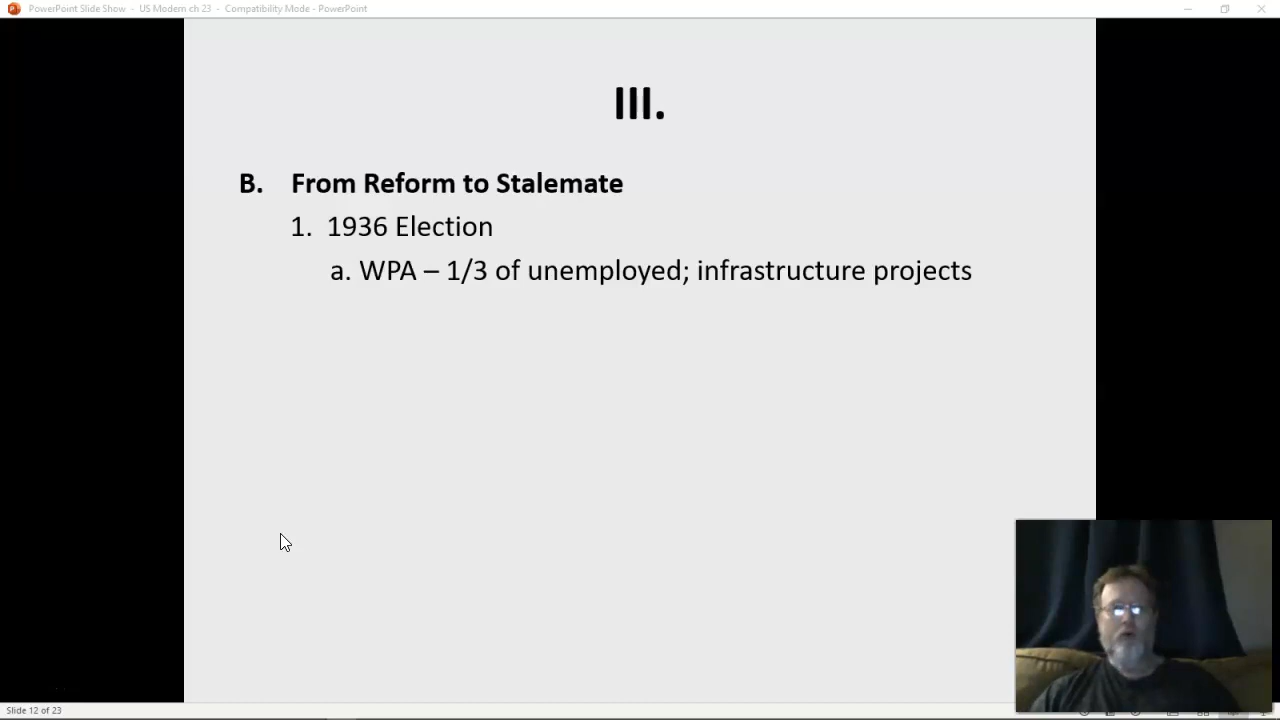 PowerPoint Slide Show - US Modern ch 23 - Compatibility Mode - PowerPoint
III.
B. From Reform to Stalemate
1. 1936 Election
a. WPA – 1/3 of unemployed; infrastructure projects
Slide 12 of 23